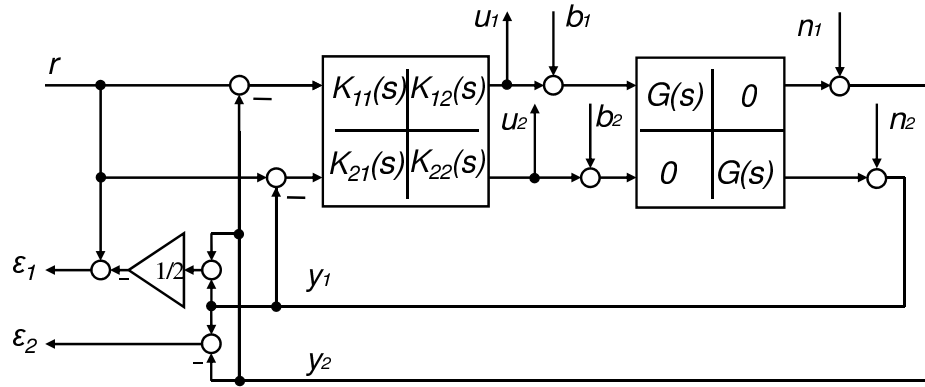 u1 b1 n1
r
K11(s) K12(s) G(s) 0
u2 b2 n2
K21(s) K22(s) 0 G(s)
– –
ε1 – 1/2 y1
ε2
– y2